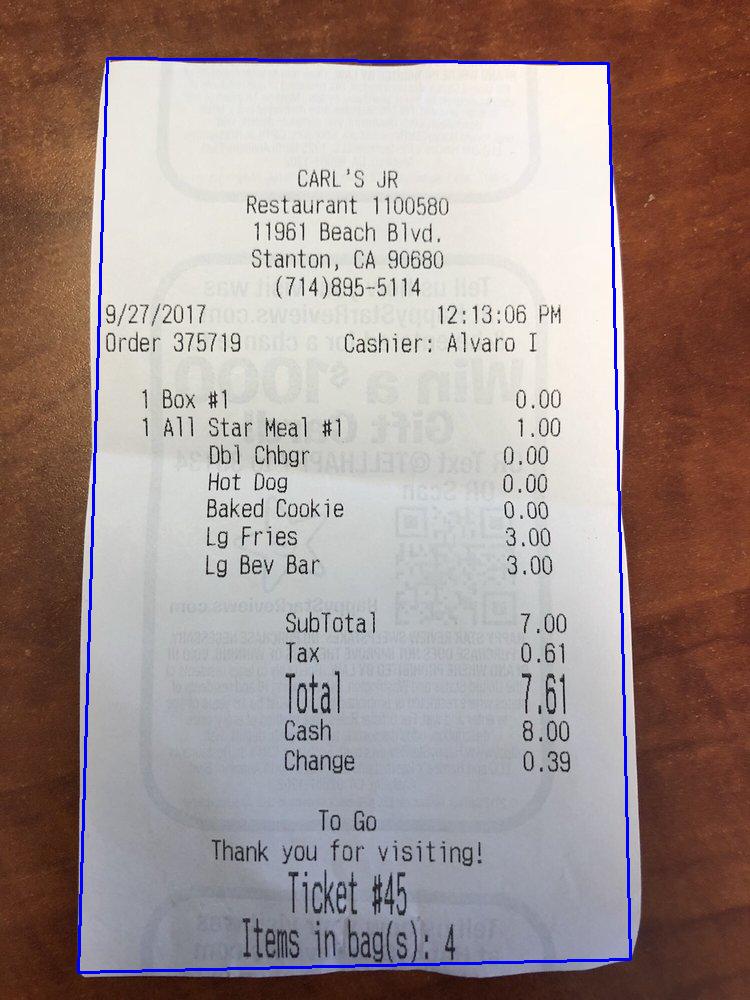 CARL'S JR
Restaurant 1100580
11961 Beach Blvd.
Stanton, CA 90680
(714)895-5114
9/27/2017 12:13:06 PM
Order 375719 Cashier: Alvaro I
1 Box #1 0.00
1 All Star Meal #1 1.00
Dbl Chbgr 0.00
Hot Dog 0.00
Baked Cookie 0.00
Lg Fries 3.00
Lg Bev Bar 3.00
SubTotal 7.00
Tax 0.61
Total 7.61
Cash 8.00
Change 0.39
To Go
Thank you for visiting!
Ticket #45
Items in bag(s): 4